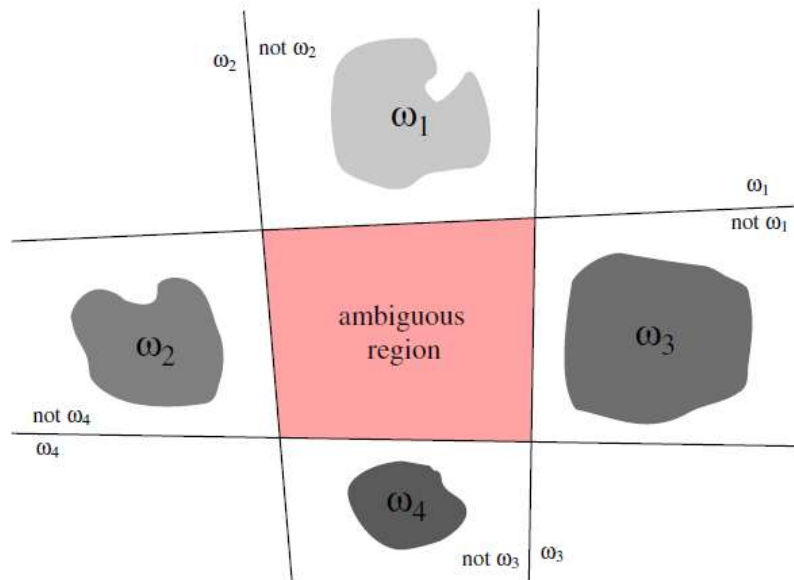 ω2 not ω2
ω1
ω1
not ω1
ambiguous
region
ω2
ω3
not ω4
ω4
ω4
not ω3 ω3